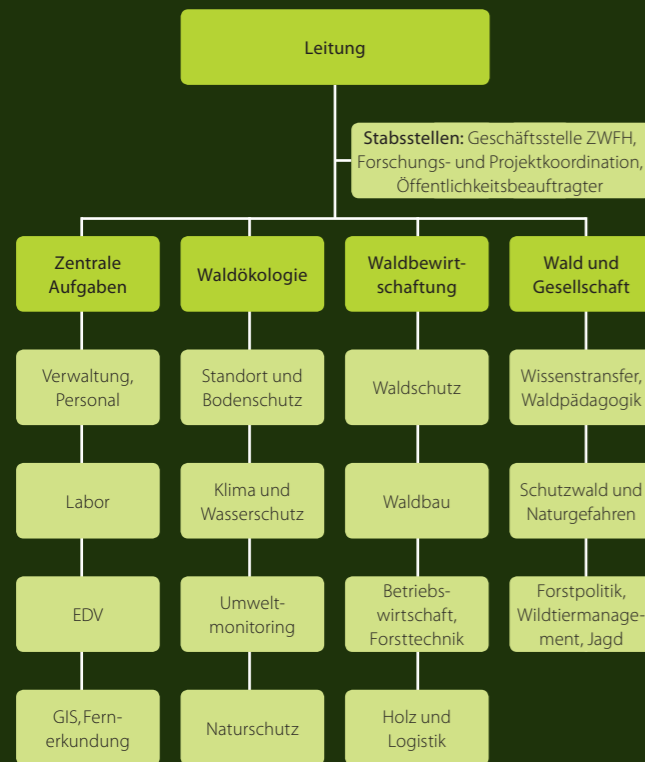 Leitung
Stabsstellen: Geschäftsstelle ZWFH,
Forschungs- und Projektkoordination,
Öffentlichkeitsbeauftragter
Zentrale
Aufgaben
Waldökologie
Waldbewirt-
schaftung
Wald und
Gesellschaft
Verwaltung,
Personal
Standort und
Bodenschutz
Waldschutz
Wissenstransfer,
Waldpädagogik
Labor
Klima und
Wasserschutz
Waldbau
Schutzwald und
Naturgefahren
EDV
Umwelt-
monitoring
Betriebs-
wirtschaft,
Forsttechnik
Forstpolitik,
Wildtiermanage-
ment, Jagd
GIS, Fern-
erkundung
Naturschutz
Holz und
Logistik